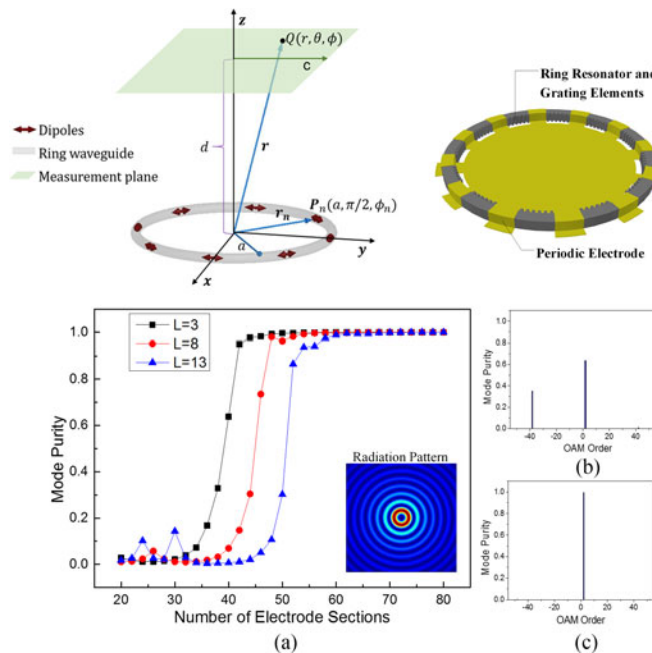 z
Q(r, θ, ϕ)
c
Dipoles
Ring waveguide
Measurement plane
d
r
P_n(a, π/2, ϕ_n)
r_n
a
x
y
Ring Resonator and
Grating Elements
Periodic Electrode
Mode Purity
1.0
0.8
0.6
0.4
0.2
0.0
L=3
L=8
L=13
Radiation Pattern
20 30 40 50 60 70 80
Number of Electrode Sections
(a)
Mode Purity
1.0
0.8
0.6
0.4
0.2
0.0
-40 -20 0 20 40
OAM Order
(b)
Mode Purity
1.0
0.8
0.6
0.4
0.2
0.0
-40 -20 0 20 40
OAM Order
(c)